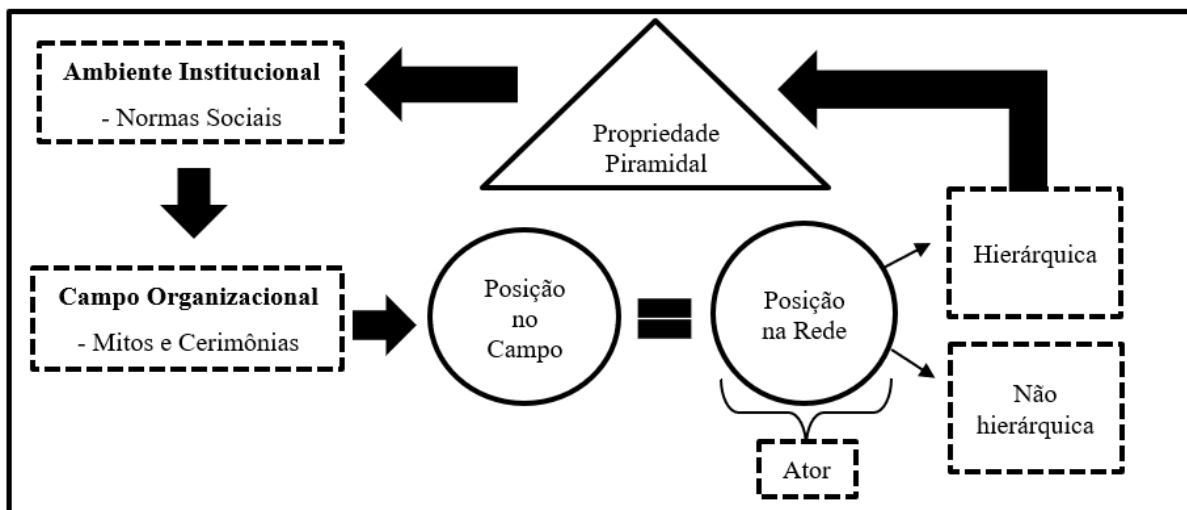 Ambiente Institucional
- Normas Sociais
Propriedade
Piramidal
Hierárquica
Campo Organizacional
- Mitos e Cerimônias
Posição
no
Campo
Posição
na Rede
Não
hierárquica
Ator